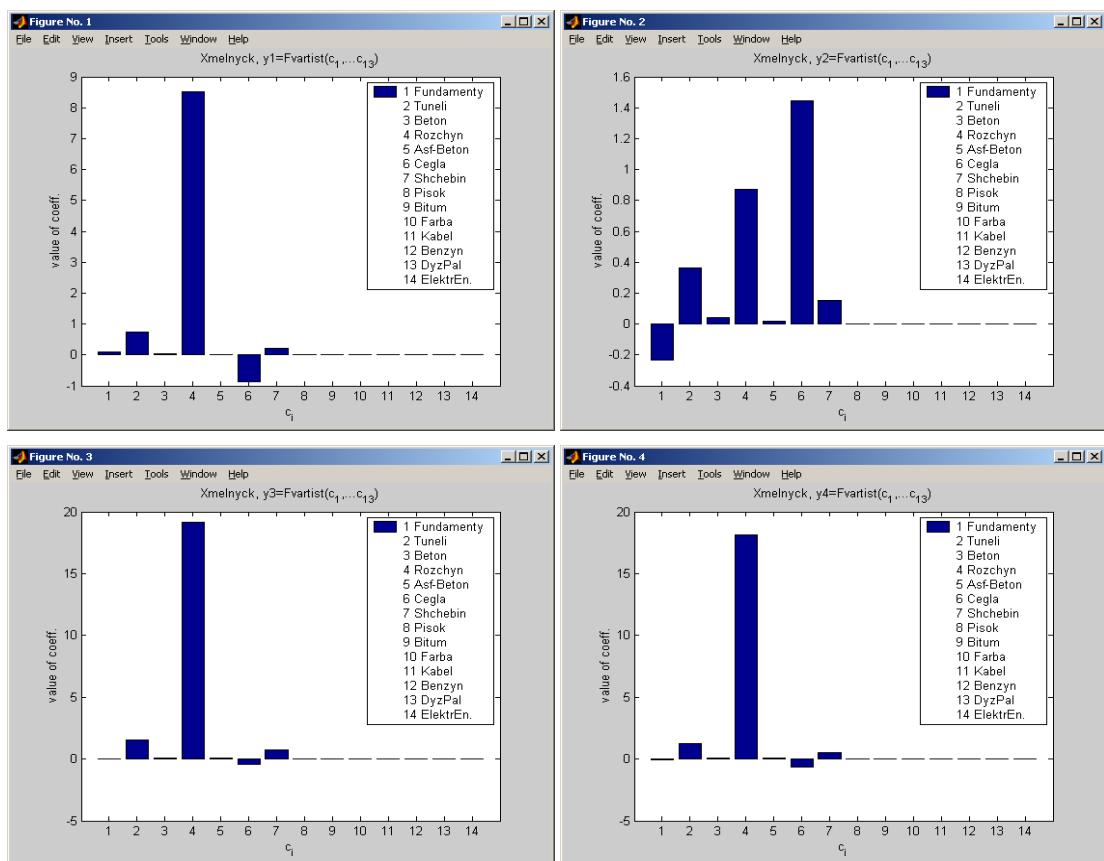 Figure No. 1
File Edit View Insert Tools Window Help
Xmelnyck, y1=Fvartist(c1,...c13)
value of coeff.
9
8
7
6
5
4
3
2
1
0
-1
1 Fundamenty
2 Tuneli
3 Beton
4 Rozchyn
5 Asf-Beton
6 Cegla
7 Shchebin
8 Pisok
9 Bitum
10 Farba
11 Kabel
12 Benzyn
13 DyzPal
14 ElektrEn.
1 2 3 4 5 6 7 8 9 10 11 12 13 14
ci
Figure No. 2
File Edit View Insert Tools Window Help
Xmelnyck, y2=Fvartist(c1,...c13)
value of coeff.
1.6
1.4
1.2
1
0.8
0.6
0.4
0.2
0
-0.2
-0.4
1 Fundamenty
2 Tuneli
3 Beton
4 Rozchyn
5 Asf-Beton
6 Cegla
7 Shchebin
8 Pisok
9 Bitum
10 Farba
11 Kabel
12 Benzyn
13 DyzPal
14 ElektrEn.
1 2 3 4 5 6 7 8 9 10 11 12 13 14
ci
Figure No. 3
File Edit View Insert Tools Window Help
Xmelnyck, y3=Fvartist(c1,...c13)
value of coeff.
20
15
10
5
0
-5
1 Fundamenty
2 Tuneli
3 Beton
4 Rozchyn
5 Asf-Beton
6 Cegla
7 Shchebin
8 Pisok
9 Bitum
10 Farba
11 Kabel
12 Benzyn
13 DyzPal
14 ElektrEn.
1 2 3 4 5 6 7 8 9 10 11 12 13 14
ci
Figure No. 4
File Edit View Insert Tools Window Help
Xmelnyck, y4=Fvartist(c1,...c13)
value of coeff.
20
15
10
5
0
-5
1 Fundamenty
2 Tuneli
3 Beton
4 Rozchyn
5 Asf-Beton
6 Cegla
7 Shchebin
8 Pisok
9 Bitum
10 Farba
11 Kabel
12 Benzyn
13 DyzPal
14 ElektrEn.
1 2 3 4 5 6 7 8 9 10 11 12 13 14
ci